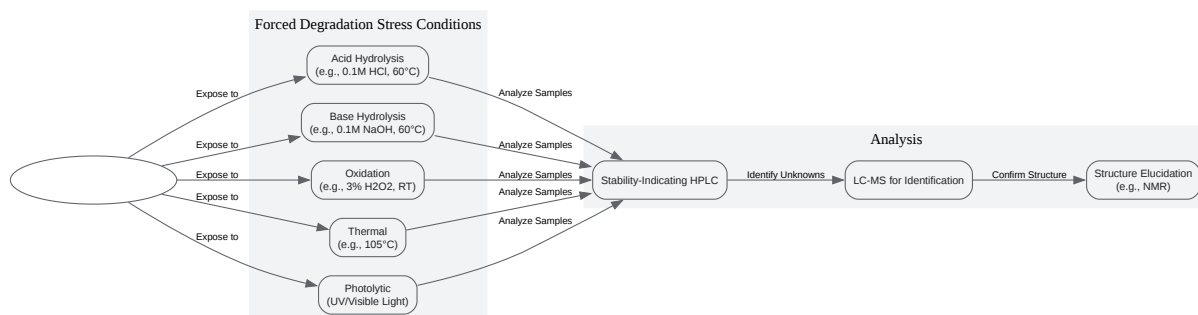 Forced Degradation Stress Conditions
Acid Hydrolysis
(e.g., 0.1M HCl, 60°C)
Base Hydrolysis
(e.g., 0.1M NaOH, 60°C)
Oxidation
(e.g., 3% H2O2, RT)
Thermal
(e.g., 105°C)
Photolytic
(UV/Visible Light)
Expose to
Expose to
Expose to
Expose to
Expose to
Analyze Samples
Analyze Samples
Analyze Samples
Analyze Samples
Analyze Samples
Analysis
Stability-Indicating HPLC
Identify Unknowns
LC-MS for Identification
Confirm Structure
Structure Elucidation
(e.g., NMR)